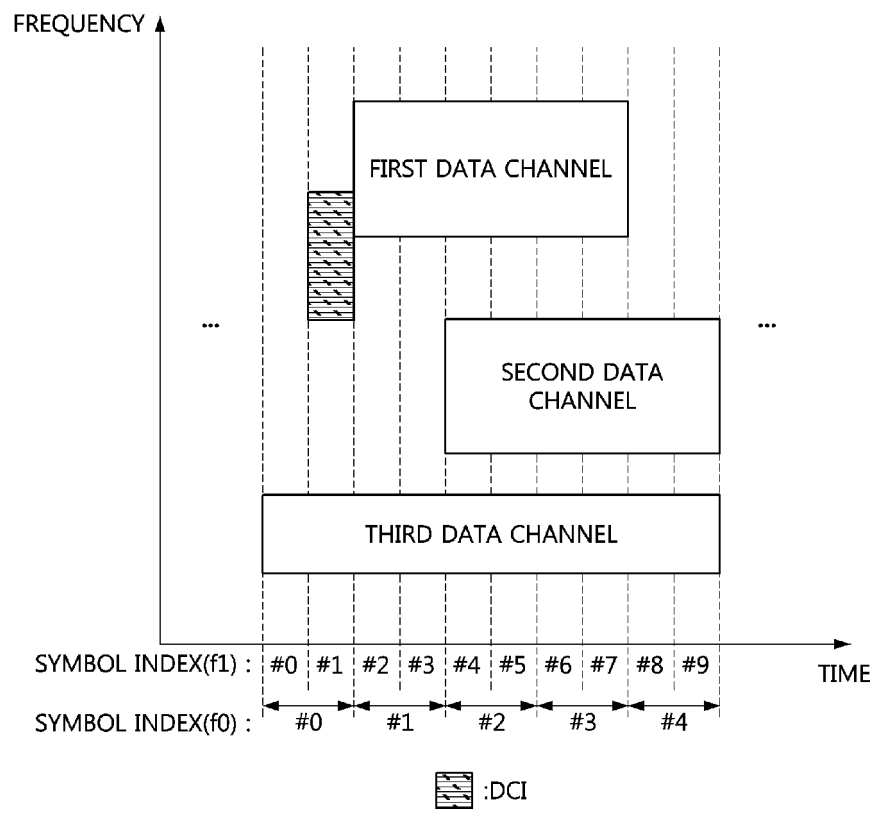 FREQUENCY
FIRST DATA CHANNEL
... ...
SECOND DATA
CHANNEL
THIRD DATA CHANNEL
SYMBOL INDEX(f1) : #0 #1 #2 #3 #4 #5 #6 #7 #8 #9
TIME
SYMBOL INDEX(f0) : #0 #1 #2 #3 #4
:DCI